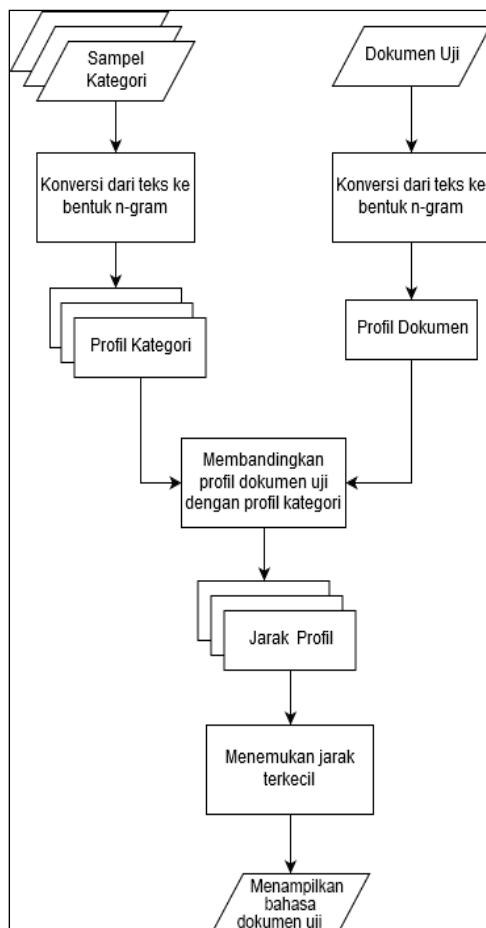 Sampel
Kategori
Dokumen Uji
Konversi dari teks ke
bentuk n-gram
Konversi dari teks ke
bentuk n-gram
Profil Kategori
Profil Dokumen
Membandingkan
profil dokumen uji
dengan profil kategori
Jarak Profil
Menemukan jarak
terkecil
Menampilkan
bahasa
dokumen uji